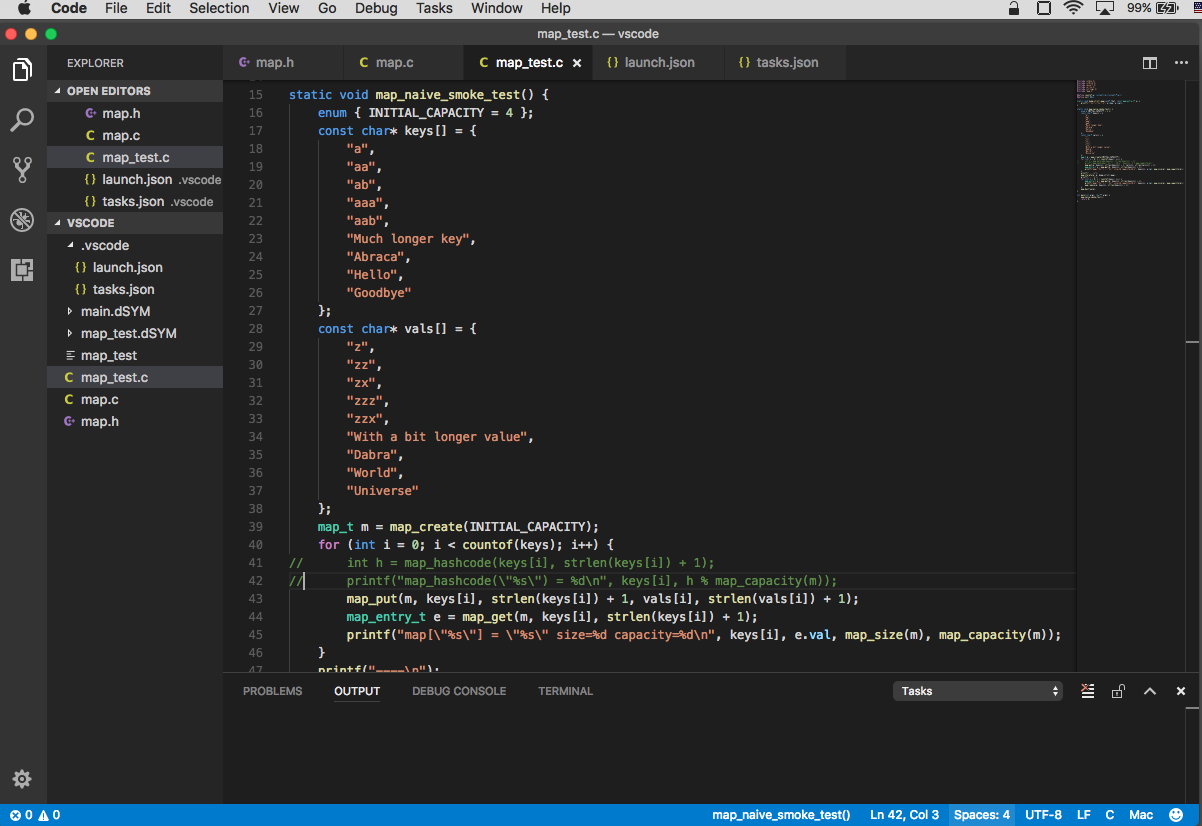 Code File Edit Selection View Go Debug Tasks Window Help 99%
map_test.c — vscode
EXPLORER
OPEN EDITORS
map.h
C map.c
C map_test.c
{} launch.json .vscode
{} tasks.json .vscode
VSCODE
.vscode
{} launch.json
{} tasks.json
main.dSYM
map_test.dSYM
map_test
C map_test.c
C map.c
map.h
map.h C map.c C map_test.c × {} launch.json {} tasks.json
15 static void map_naive_smoke_test() {
16 enum { INITIAL_CAPACITY = 4 };
17 const char* keys[] = {
18 "a",
19 "aa",
20 "ab",
21 "aaa",
22 "aab",
23 "Much longer key",
24 "Abraca",
25 "Hello",
26 "Goodbye"
27 };
28 const char* vals[] = {
29 "z",
30 "zz",
31 "zx",
32 "zzz",
33 "zzx",
34 "With a bit longer value",
35 "Dabra",
36 "World",
37 "Universe"
38 };
39 map_t m = map_create(INITIAL_CAPACITY);
40 for (int i = 0; i < countof(keys); i++) {
41 // int h = map_hashcode(keys[i], strlen(keys[i]) + 1);
42 // printf("map_hashcode(\"%s\") = %d\n", keys[i], h % map_capacity(m));
43 map_put(m, keys[i], strlen(keys[i]) + 1, vals[i], strlen(vals[i]) + 1);
44 map_entry_t e = map_get(m, keys[i], strlen(keys[i]) + 1);
45 printf("map[\"%s\"] = \"%s\" size=%d capacity=%d\n", keys[i], e.val, map_size(m), map_capacity(m));
46 }
47 printf("----\n");
PROBLEMS OUTPUT DEBUG CONSOLE TERMINAL Tasks
0 0 map_naive_smoke_test() Ln 42, Col 3 Spaces: 4 UTF-8 LF C Mac